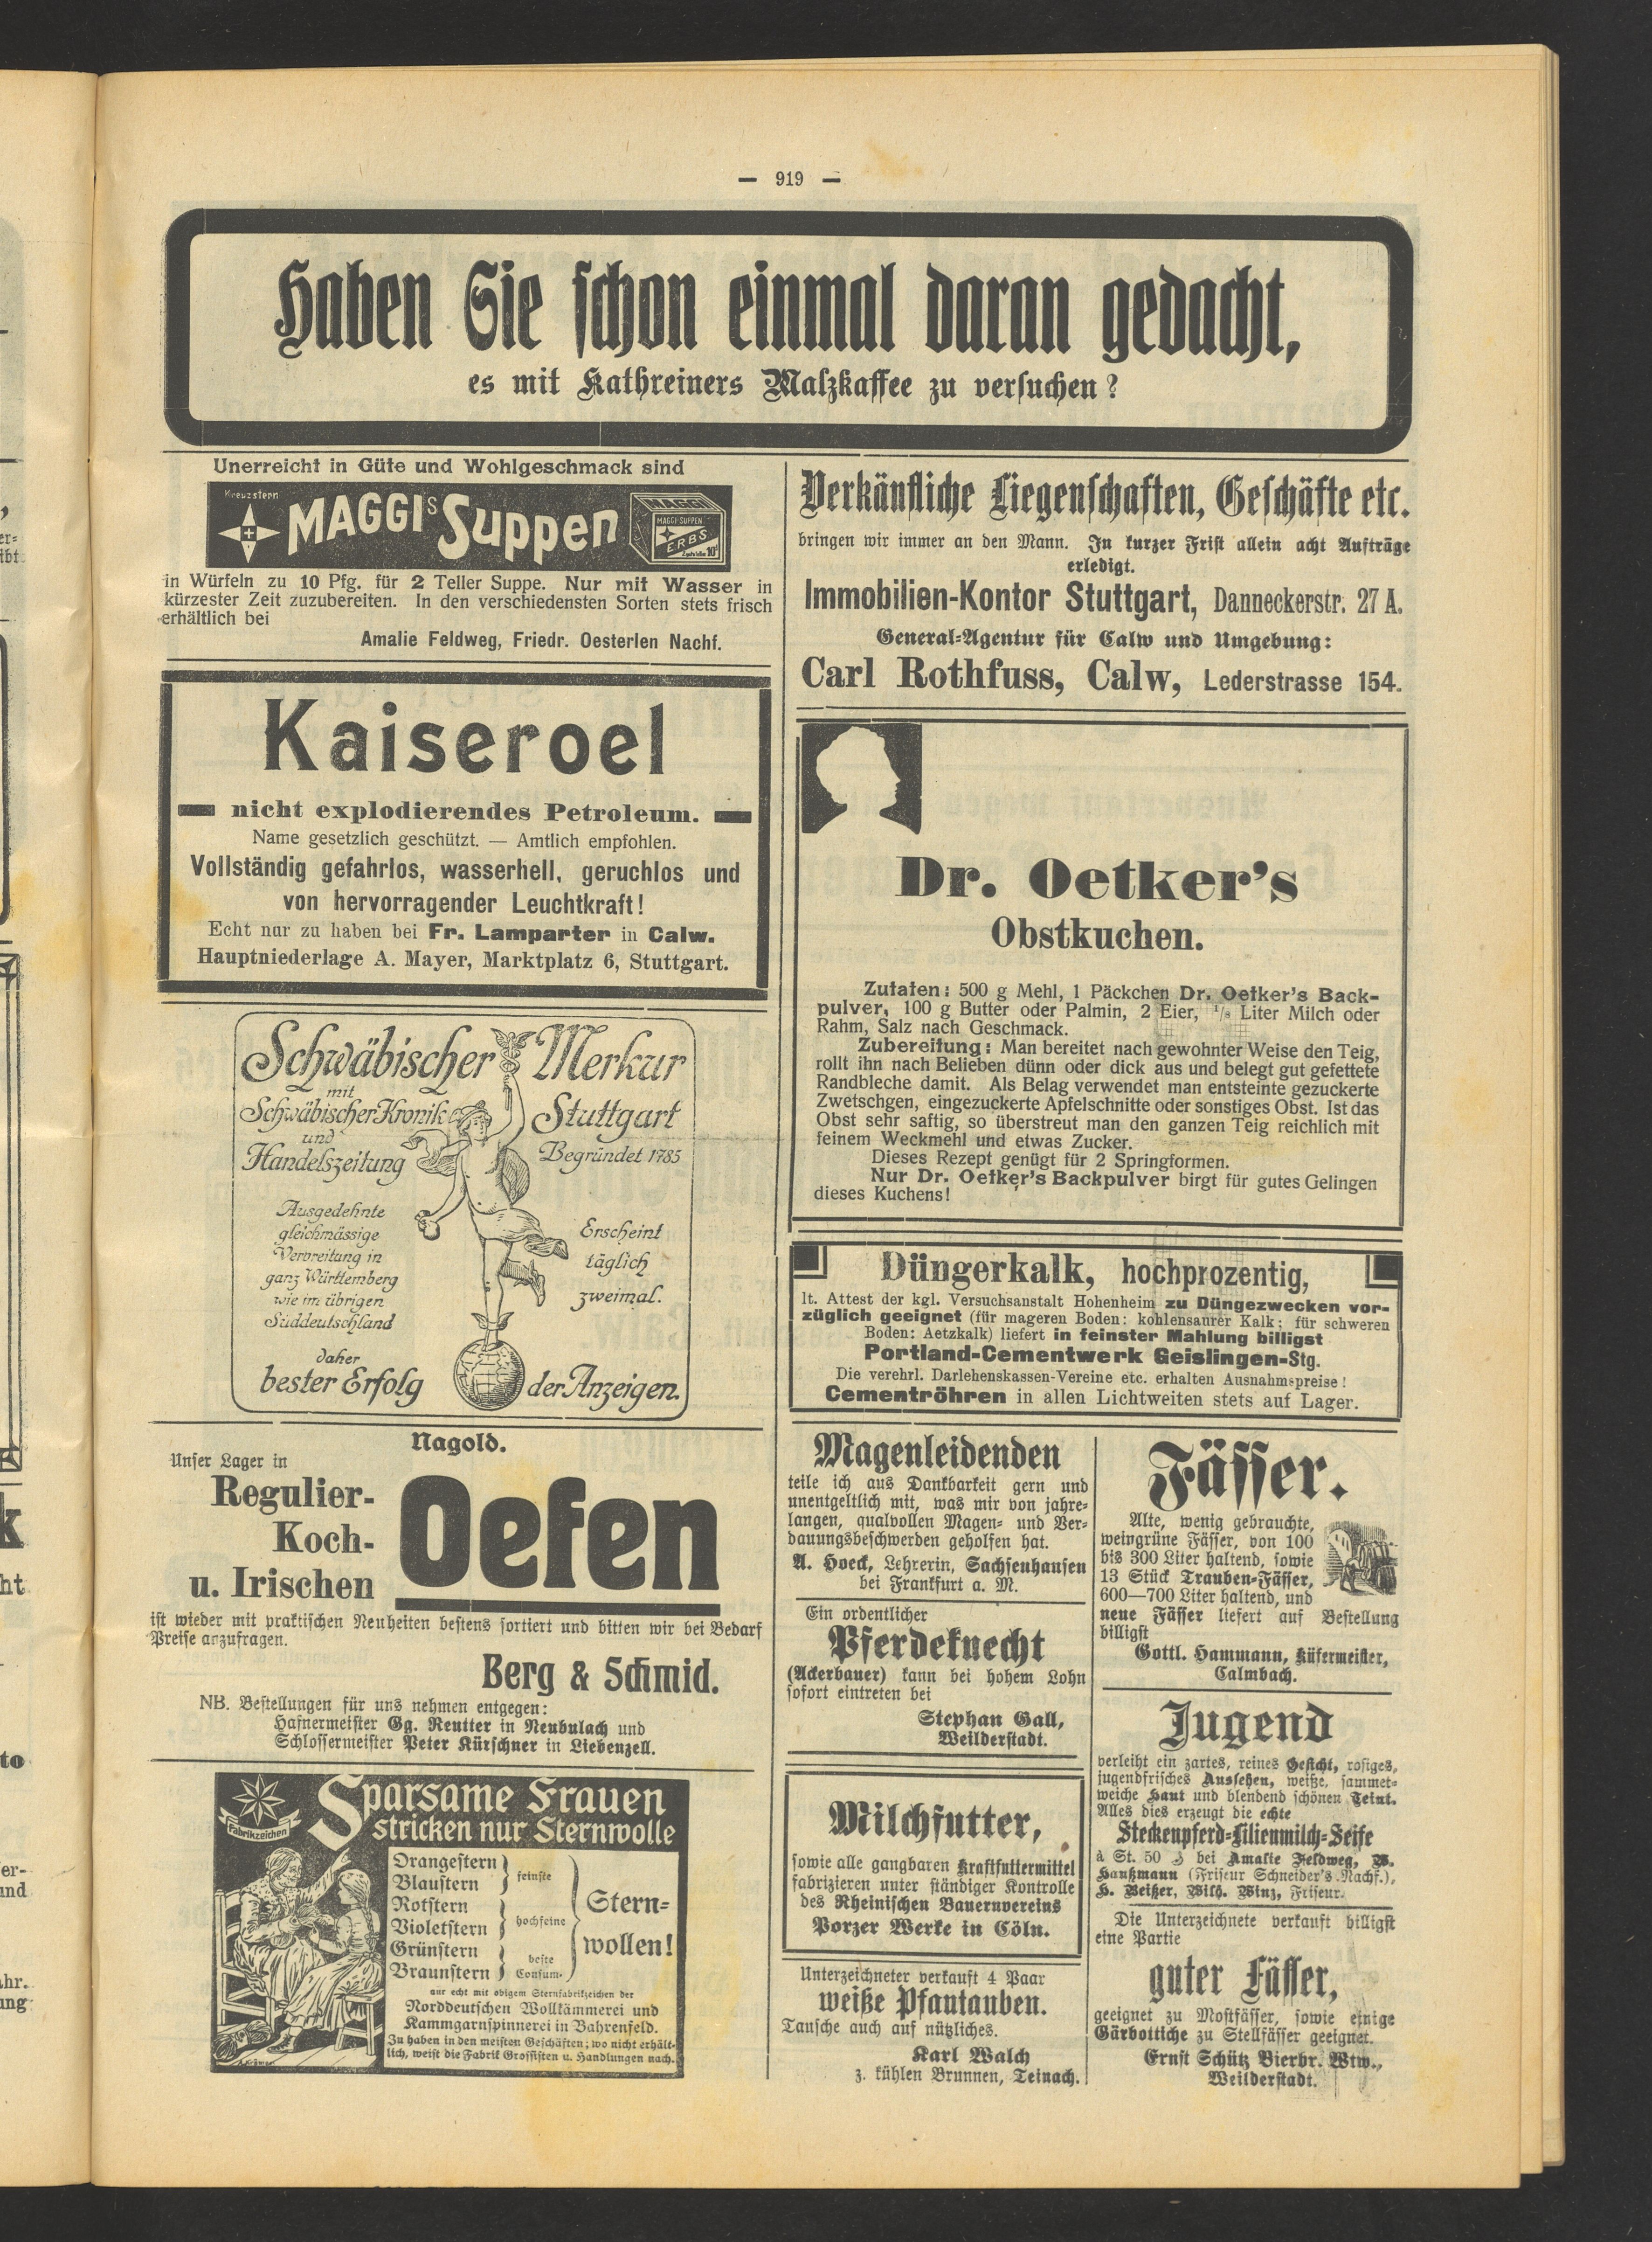 — 919 —
Haben Sie schon einmal daran gedacht,
es mit Kathreiners Malzkaffee zu versuchen?
Unerreicht in Güte und Wohlgeschmack sind
Kreuzstern
MAGGIs Suppen
MAGGI
MAGGI SUPPEN
ERBS
in Würfeln zu 10 Pfg. für 2 Teller Suppe. Nur mit Wasser in
kürzester Zeit zuzubereiten. In den verschiedensten Sorten stets frisch
erhältlich bei
Amalie Feldweg, Friedr. Oesterlen Nachf.
Kaiseroel
nicht explodierendes Petroleum.
Name gesetzlich geschützt. — Amtlich empfohlen.
Vollständig gefahrlos, wasserhell, geruchlos und
von hervorragender Leuchtkraft!
Echt nur zu haben bei Fr. Lamparter in Calw.
Hauptniederlage A. Mayer, Marktplatz 6, Stuttgart.
Schwäbischer Merkur
mit
Schwäbischer Kronik
und
Handelszeitung
Stuttgart
Begründet 1785
Ausgedehnte
gleichmässige
Verbreitung in
ganz Württemberg
wie im übrigen
Süddeutschland
Erscheint
täglich
zweimal.
daher
bester Erfolg der Anzeigen.
Nagold.
Unser Lager in
Regulier-
Koch-
u. Irischen
Oefen
ist wieder mit praktischen Neuheiten bestens sortiert und bitten wir bei Bedarf
Preise anzufragen.
Berg & Schmid.
NB. Bestellungen für uns nehmen entgegen:
Hafnermeister Gg. Reutter in Neubulach und
Schlossermeister Peter Kürschner in Liebenzell.
Fabrikzeichen
Sparsame Frauen
stricken nur Sternwolle
Orangestern
Blaustern
feinste
Rotstern
Violetstern
hochfeine
Grünstern
Braunstern
beste
Consum-
Stern-
wollen!
nur echt mit obigem Sternfabrikzeichen der
Norddeutschen Wollkämmerei und
Kammgarnspinnerei in Bahrenfeld.
Zu haben in den meisten Geschäften; wo nicht erhält-
lich, weist die Fabrik Grossisten u. Handlungen nach.
Verkäufliche Liegenschaften, Geschäfte etc.
bringen wir immer an den Mann. In kurzer Frist allein acht Aufträge
erledigt.
Immobilien-Kontor Stuttgart, Danneckerstr. 27 A.
General-Agentur für Calw und Umgebung:
Carl Rothfuss, Calw, Lederstrasse 154.
Dr. Oetker's
Obstkuchen.
Zutaten: 500 g Mehl, 1 Päckchen Dr. Oetker's Back-
pulver, 100 g Butter oder Palmin, 2 Eier, 1/8 Liter Milch oder
Rahm, Salz nach Geschmack.
Zubereitung: Man bereitet nach gewohnter Weise den Teig,
rollt ihn nach Belieben dünn oder dick aus und belegt gut gefettete
Randbleche damit. Als Belag verwendet man entsteinte gezuckerte
Zwetschgen, eingezuckerte Apfelschnitte oder sonstiges Obst. Ist das
Obst sehr saftig, so überstreut man den ganzen Teig reichlich mit
feinem Weckmehl und etwas Zucker.
Dieses Rezept genügt für 2 Springformen.
Nur Dr. Oetker's Backpulver birgt für gutes Gelingen
dieses Kuchens!
Düngerkalk, hochprozentig,
lt. Attest der kgl. Versuchsanstalt Hohenheim zu Düngezwecken vor-
züglich geeignet (für mageren Boden: kohlensaurer Kalk; für schweren
Boden: Aetzkalk) liefert in feinster Mahlung billigst
Portland-Cementwerk Geislingen-Stg.
Die verehrl. Darlehenskassen-Vereine etc. erhalten Ausnahmspreise!
Cementröhren in allen Lichtweiten stets auf Lager.
Magenleidenden
teile ich aus Dankbarkeit gern und
unentgeltlich mit, was mir von jahre-
langen, qualvollen Magen- und Ver-
dauungsbeschwerden geholfen hat.
A. Hoeck, Lehrerin, Sachsenhausen
bei Frankfurt a. M.
Ein ordentlicher
Pferdeknecht
(Ackerbauer) kann bei hohem Lohn
sofort eintreten bei
Stephan Gall,
Weilderstadt.
Milchfutter,
sowie alle gangbaren Kraftfuttermittel
fabrizieren unter ständiger Kontrolle
des Rheinischen Bauernvereins
Porzer Werke in Cöln.
Unterzeichneter verkauft 4 Paar
weiße Pfautauben.
Tausche auch auf nützliches.
Karl Walch
z. kühlen Brunnen, Teinach.
Fässer.
Alte, wenig gebrauchte,
weingrüne Fässer, von 100
bis 300 Liter haltend, sowie
13 Stück Trauben-Fässer,
600—700 Liter haltend, und
neue Fässer liefert auf Bestellung
billigst
Gottl. Hammann, Küfermeister,
Calmbach.
Jugend
verleiht ein zartes, reines Gesicht, rosiges,
jugendfrisches Aussehen, weiße, sammet-
weiche Haut und blendend schönen Teint.
Alles dies erzeugt die echte
Steckenpferd-Lilienmilch-Seife
à St. 50 ₰ bei Amalie Feldweg, W.
Haußmann (Friseur Schneider's Nachf.),
H. Beißer, Wilh. Winz, Friseur.
Die Unterzeichnete verkauft billigst
eine Partie
guter Fässer,
geeignet zu Mostfässer, sowie einige
Gärbottiche zu Stellfässer geeignet.
Ernst Schütz Bierbr. Wtw.,
Weilderstadt.